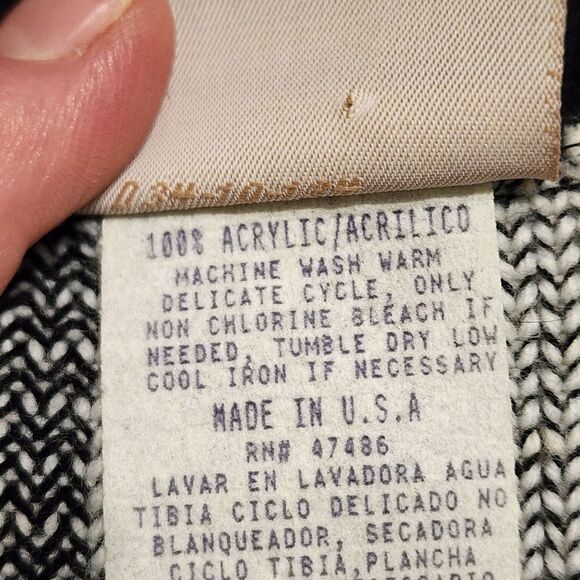 100% ACRYLIC/ACRILICO
MACHINE WASH WARM
DELICATE CYCLE, ONLY
NON CHLORINE BLEACH IF
NEEDED, TUMBLE DRY LOW
COOL IRON IF NECESSARY
MADE IN U.S.A
RN# 47486
LAVAR EN LAVADORA AGUA
TIBIA CICLO DELICADO NO
BLANQUEADOR, SECADORA
CICLO TIBIA, PLANCHA